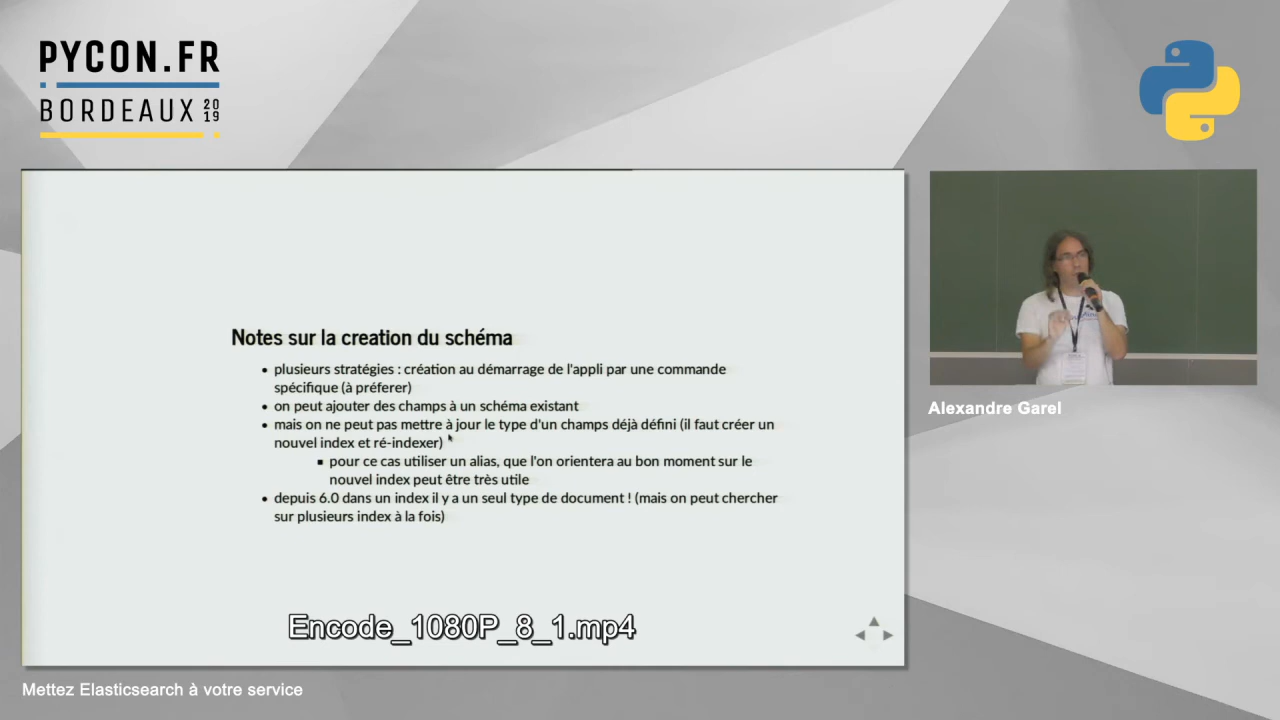 PYCON.FR
BORDEAUX 2019
Notes sur la creation du schéma
• plusieurs stratégies : création au démarrage de l'appli par une commande
spécifique (à préferer)
• on peut ajouter des champs à un schéma existant
• mais on ne peut pas mettre à jour le type d'un champs déjà défini (il faut créer un
nouvel index et ré-indexer)
▪ pour ce cas utiliser un alias, que l'on orientera au bon moment sur le
nouvel index peut être très utile
• depuis 6.0 dans un index il y a un seul type de document ! (mais on peut chercher
sur plusieurs index à la fois)
Encode_1080P_8_1.mp4
Alexandre Garel
Mettez Elasticsearch à votre service